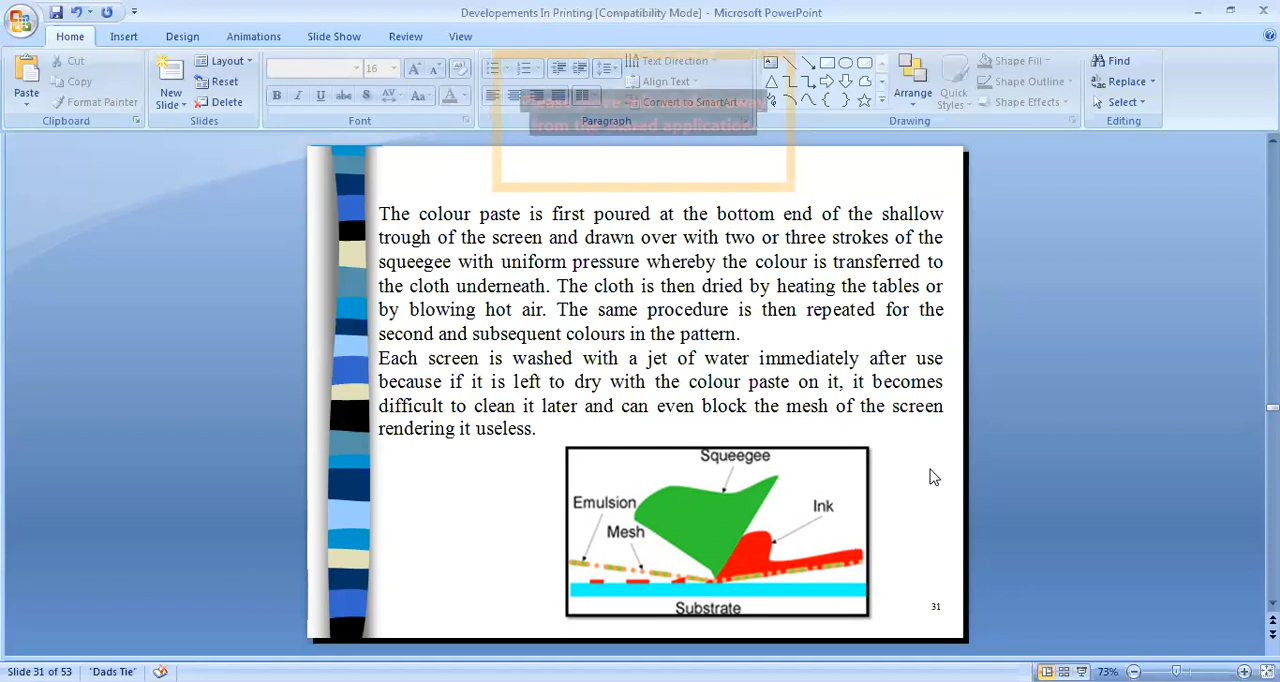 Developements In Printing [Compatibility Mode] - Microsoft PowerPoint
Home Insert Design Animations Slide Show Review View
Paste
Cut
Copy
Format Painter
Clipboard
New
Slide
Layout
Reset
Delete
Slides
16
B I U abc S AV Aa A
Font
Text Direction
Align Text
Convert to SmartArt
Paragraph
from the shared application
Arrange
Quick
Styles
Shape Fill
Shape Outline
Shape Effects
Drawing
Find
Replace
Select
Editing
The colour paste is first poured at the bottom end of the shallow
trough of the screen and drawn over with two or three strokes of the
squeegee with uniform pressure whereby the colour is transferred to
the cloth underneath. The cloth is then dried by heating the tables or
by blowing hot air. The same procedure is then repeated for the
second and subsequent colours in the pattern.
Each screen is washed with a jet of water immediately after use
because if it is left to dry with the colour paste on it, it becomes
difficult to clean it later and can even block the mesh of the screen
rendering it useless.
Squeegee
Emulsion
Mesh
Ink
Substrate
31
Slide 31 of 53 "Dads Tie" 73%